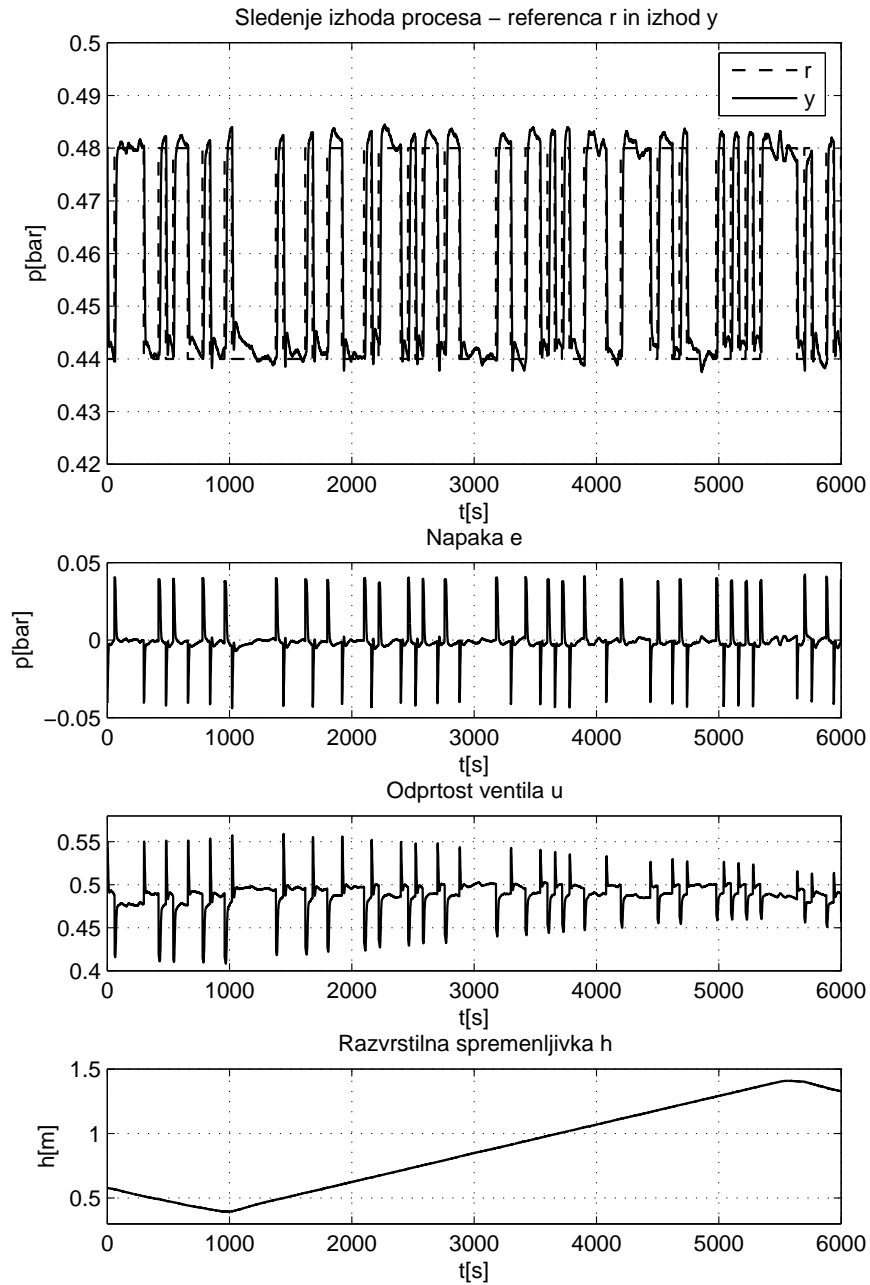 Sledenje izhoda procesa − referenca r in izhod y
0.5
0.49
0.48
0.47
0.46
0.45
0.44
0.43
0.42
p[bar]
r
y
0 1000 2000 3000 4000 5000 6000
t[s]
Napaka e
0.05
0
−0.05
p[bar]
0 1000 2000 3000 4000 5000 6000
t[s]
Odprtost ventila u
0.55
0.5
0.45
0.4
0 1000 2000 3000 4000 5000 6000
t[s]
Razvrstilna spremenljivka h
1.5
1
0.5
h[m]
0 1000 2000 3000 4000 5000 6000
t[s]